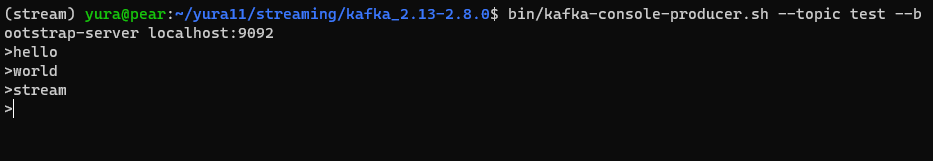 (stream) yura@pear:~/yura11/streaming/kafka_2.13-2.8.0$ bin/kafka-console-producer.sh --topic test --b
ootstrap-server localhost:9092
>hello
>world
>stream
>